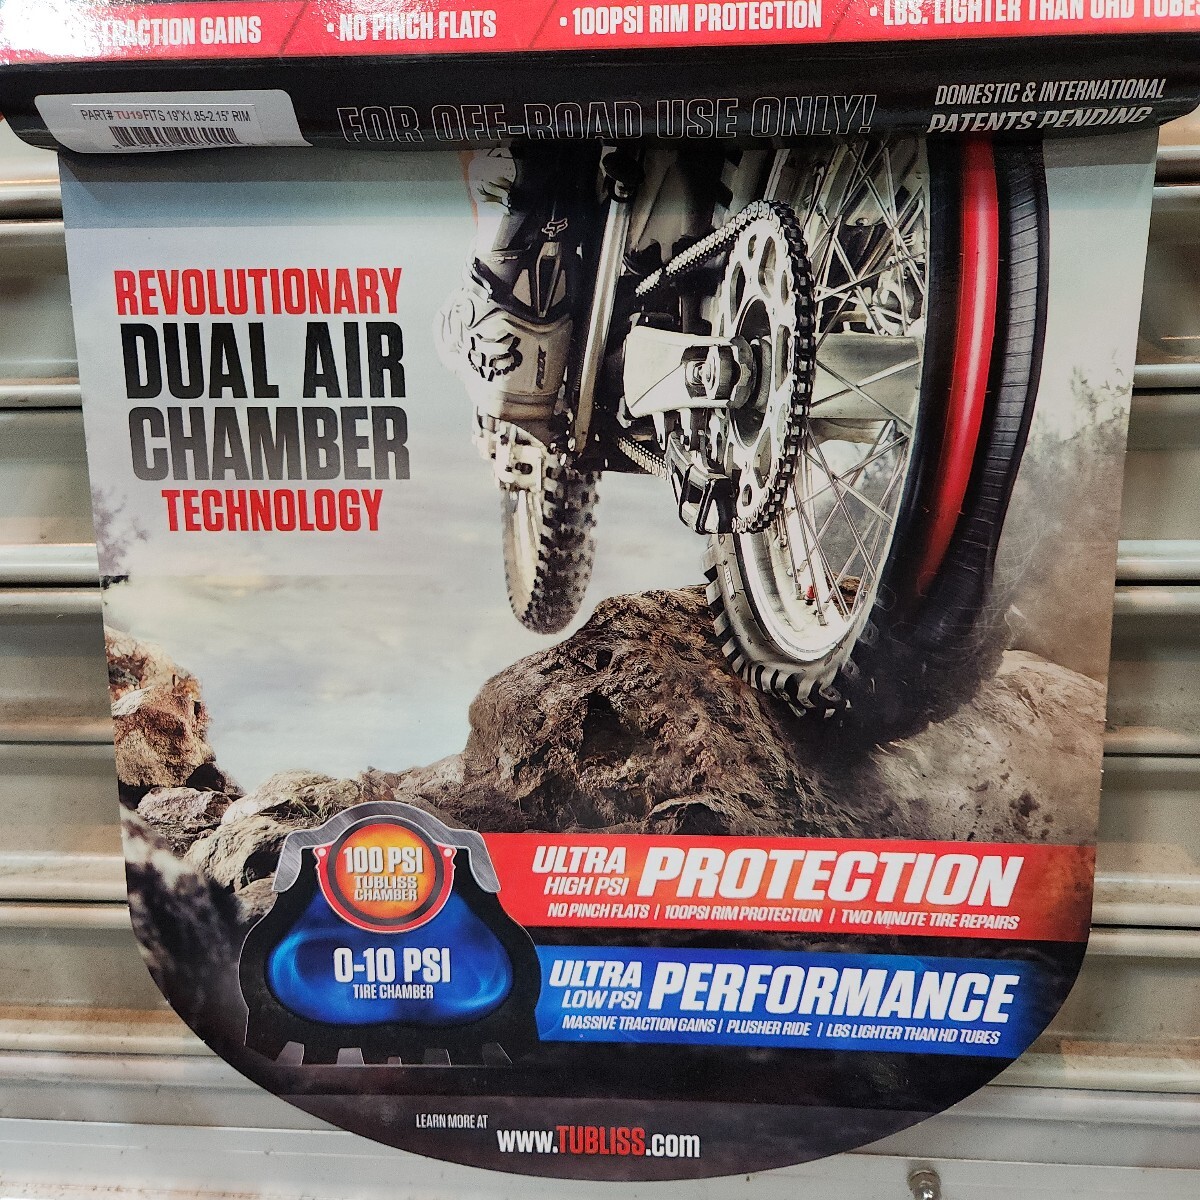 TRACTION GAINS • NO PINCH FLATS • 100PSI RIM PROTECTION • LBS. LIGHTER THAN UHD TUBES
PART# TU19 FITS 19"X1.85-2.15" RIM
FOR OFF-ROAD USE ONLY!
DOMESTIC & INTERNATIONAL
PATENTS PENDING
REVOLUTIONARY
DUAL AIR
CHAMBER
TECHNOLOGY
FOX
100 PSI
TUBLISS
CHAMBER
0-10 PSI
TIRE CHAMBER
ULTRA
HIGH PSI PROTECTION
NO PINCH FLATS | 100PSI RIM PROTECTION | TWO MINUTE TIRE REPAIRS
ULTRA
LOW PSI PERFORMANCE
MASSIVE TRACTION GAINS | PLUSHER RIDE | LBS LIGHTER THAN HD TUBES
LEARN MORE AT
www.TUBLISS.com